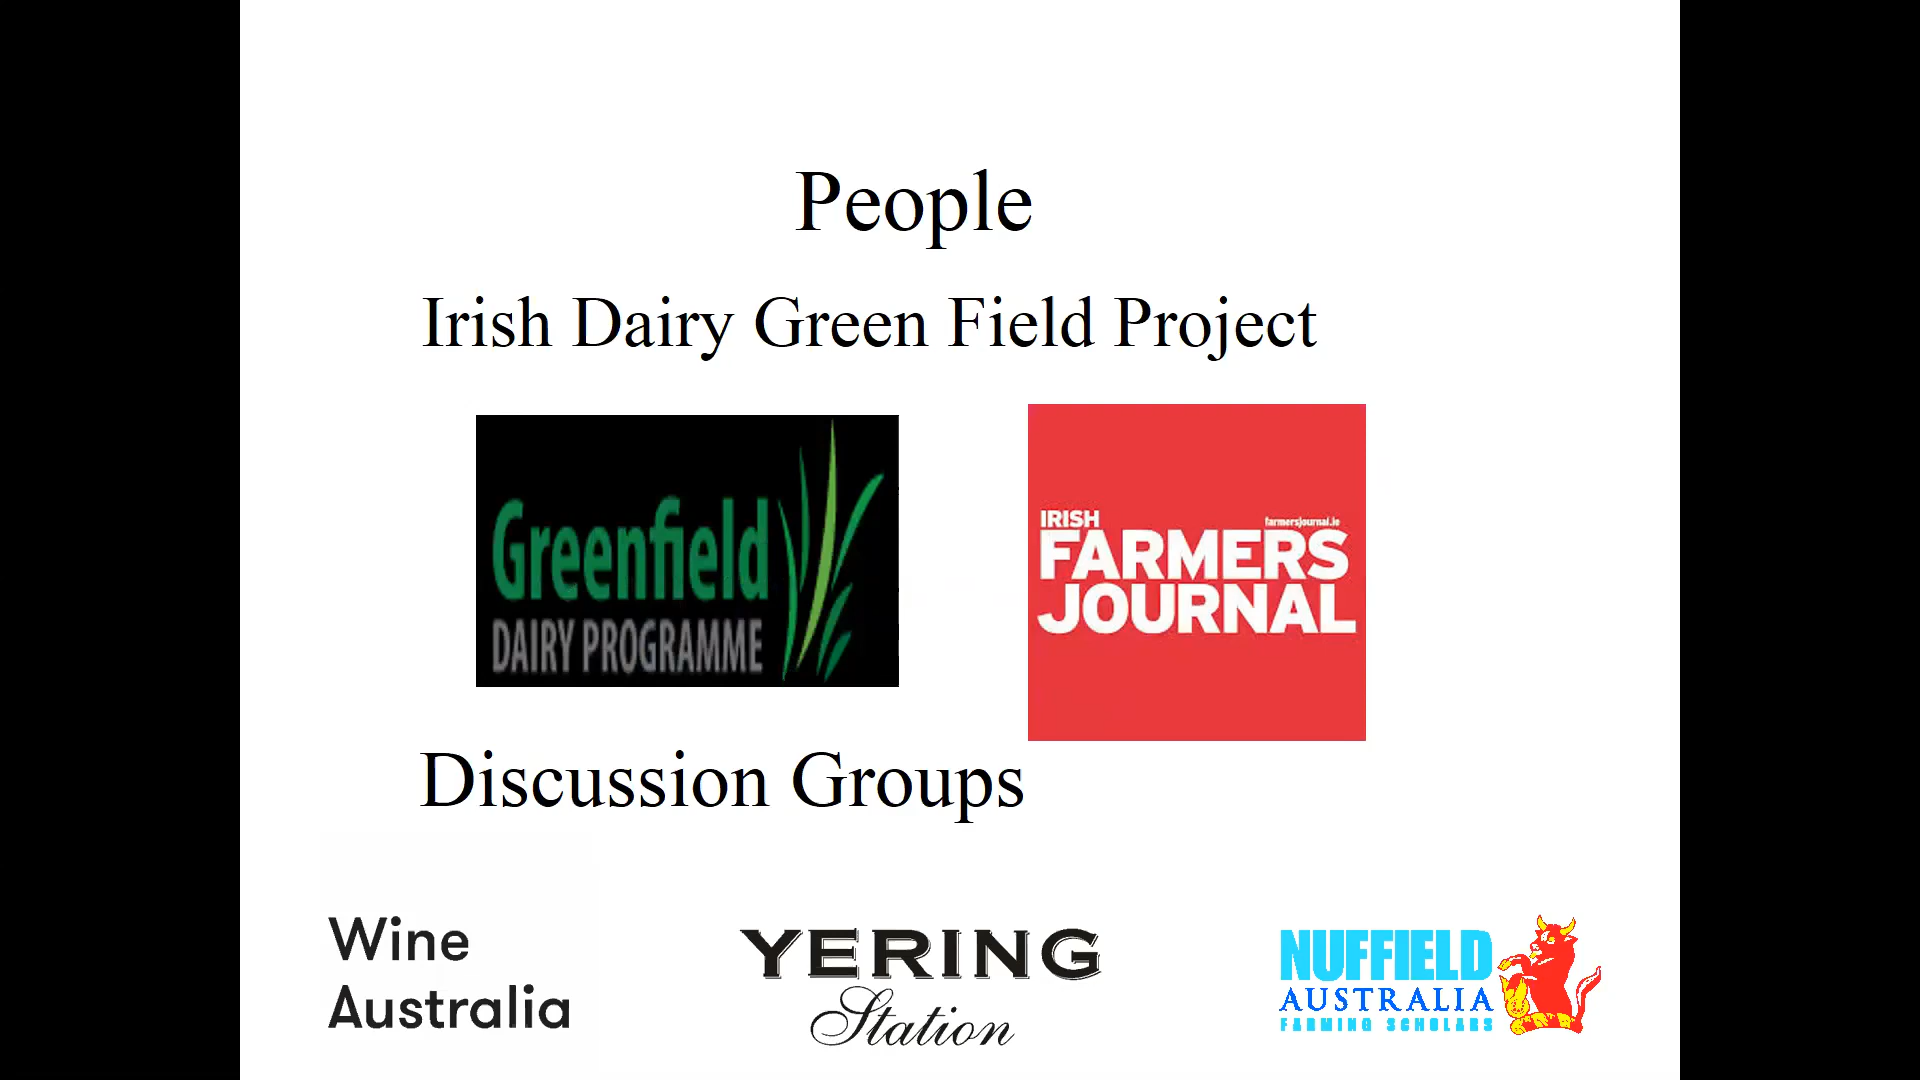 People
Irish Dairy Green Field Project
Greenfield
DAIRY PROGRAMME
IRISH
farmersjournal.ie
FARMERS
JOURNAL
Discussion Groups
Wine
Australia
YERING
Station
NUFFIELD
AUSTRALIA
FARMING SCHOLARS